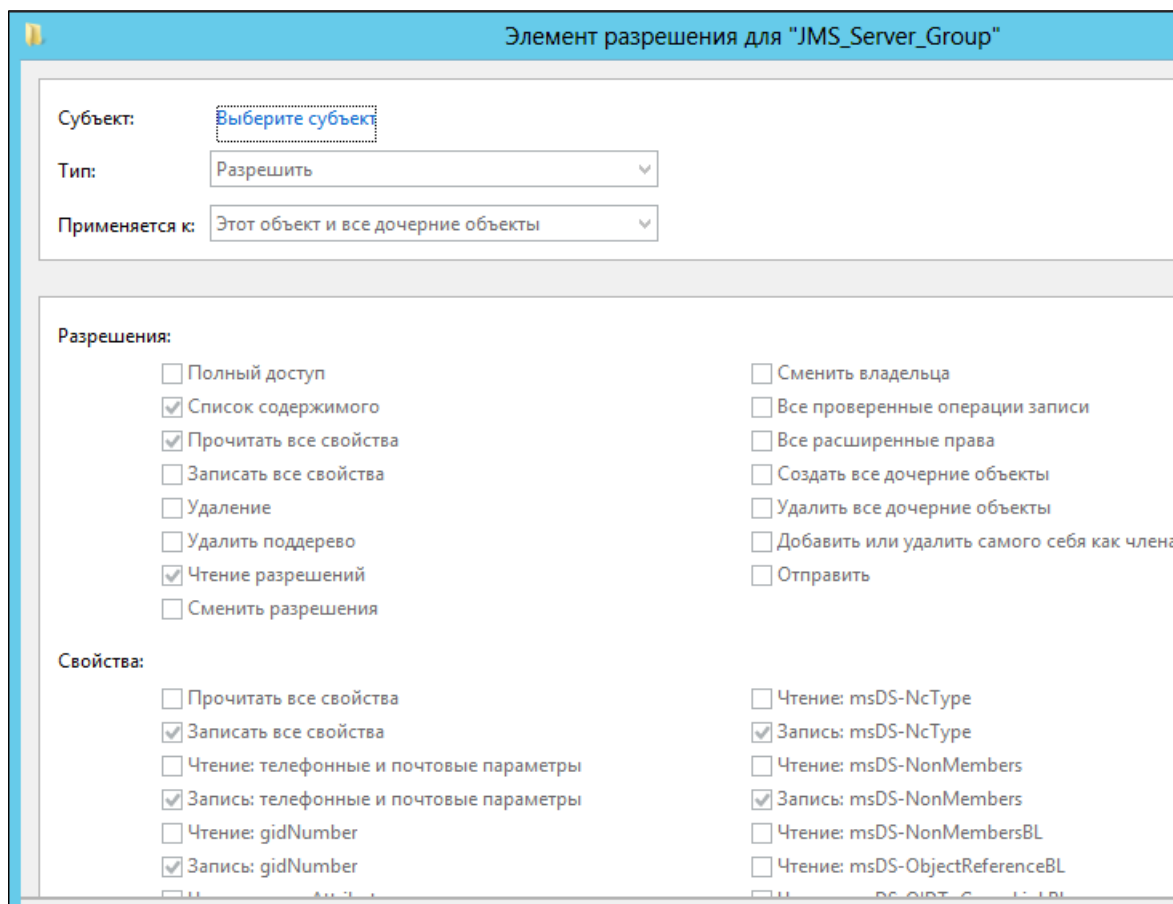 Элемент разрешения для "JMS_Server_Group"
Субъект: Выберите субъект
Тип: Разрешить
Применяется к: Этот объект и все дочерние объекты
Разрешения:
Полный доступ
Список содержимого
Прочитать все свойства
Записать все свойства
Удаление
Удалить поддерево
Чтение разрешений
Сменить разрешения
Сменить владельца
Все проверенные операции записи
Все расширенные права
Создать все дочерние объекты
Удалить все дочерние объекты
Добавить или удалить самого себя как члена
Отправить
Свойства:
Прочитать все свойства
Записать все свойства
Чтение: телефонные и почтовые параметры
Запись: телефонные и почтовые параметры
Чтение: gidNumber
Запись: gidNumber
Чтение: msDS-NcType
Запись: msDS-NcType
Чтение: msDS-NonMembers
Запись: msDS-NonMembers
Чтение: msDS-NonMembersBL
Чтение: msDS-ObjectReferenceBL